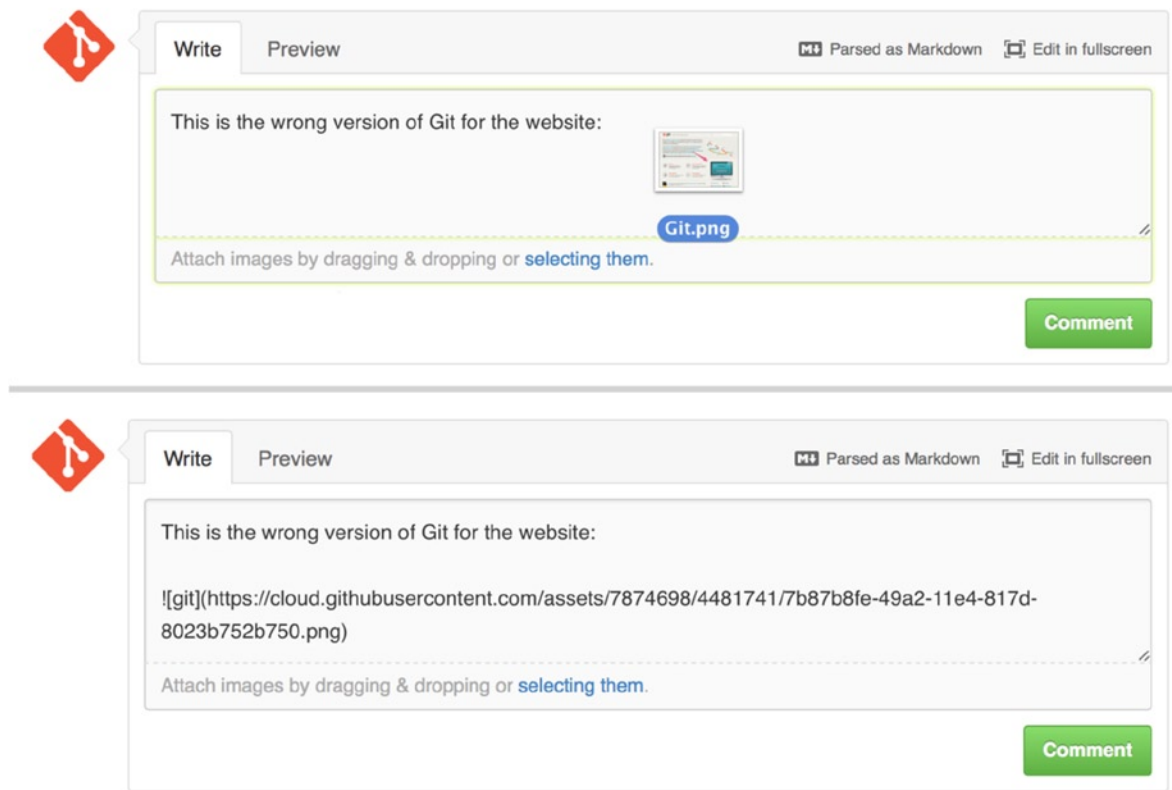 Write Preview Parsed as Markdown Edit in fullscreen
This is the wrong version of Git for the website:
Git.png
Attach images by dragging & dropping or selecting them.
Comment
Write Preview Parsed as Markdown Edit in fullscreen
This is the wrong version of Git for the website:
![git](https://cloud.githubusercontent.com/assets/7874698/4481741/7b87b8fe-49a2-11e4-817d-
8023b752b750.png)
Attach images by dragging & dropping or selecting them.
Comment